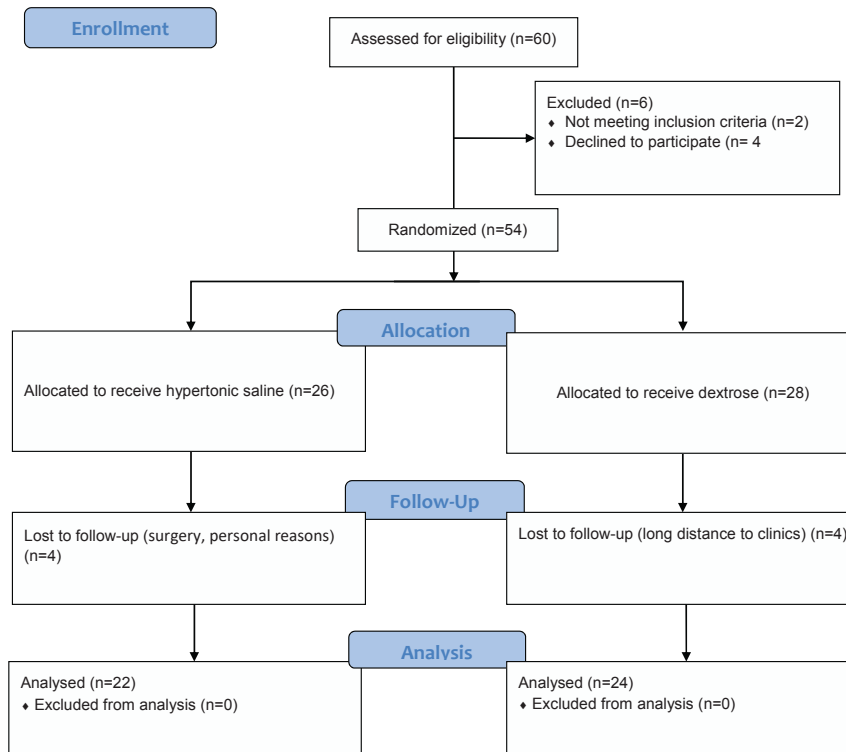 Enrollment
Assessed for eligibility (n=60)
Excluded (n=6)
♦ Not meeting inclusion criteria (n=2)
♦ Declined to participate (n= 4
Randomized (n=54)
Allocation
Allocated to receive hypertonic saline (n=26)
Allocated to receive dextrose (n=28)
Follow-Up
Lost to follow-up (surgery, personal reasons)
(n=4)
Lost to follow-up (long distance to clinics) (n=4)
Analysis
Analysed (n=22)
♦ Excluded from analysis (n=0)
Analysed (n=24)
♦ Excluded from analysis (n=0)